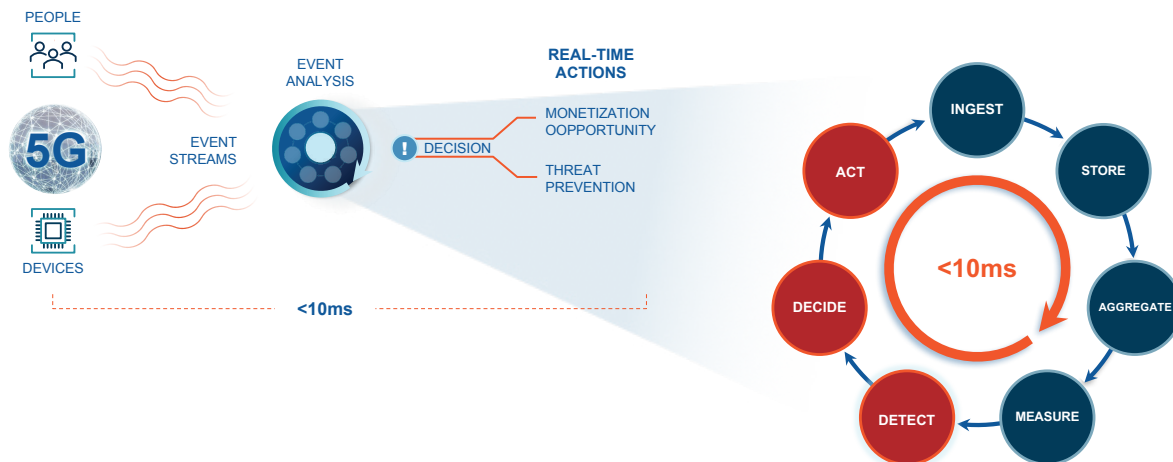 PEOPLE
5G
DEVICES
EVENT
STREAMS
EVENT
ANALYSIS
!
DECISION
REAL-TIME
ACTIONS
MONETIZATION
OOPPORTUNITY
THREAT
PREVENTION
<10ms
INGEST
STORE
AGGREGATE
MEASURE
DETECT
DECIDE
ACT
<10ms